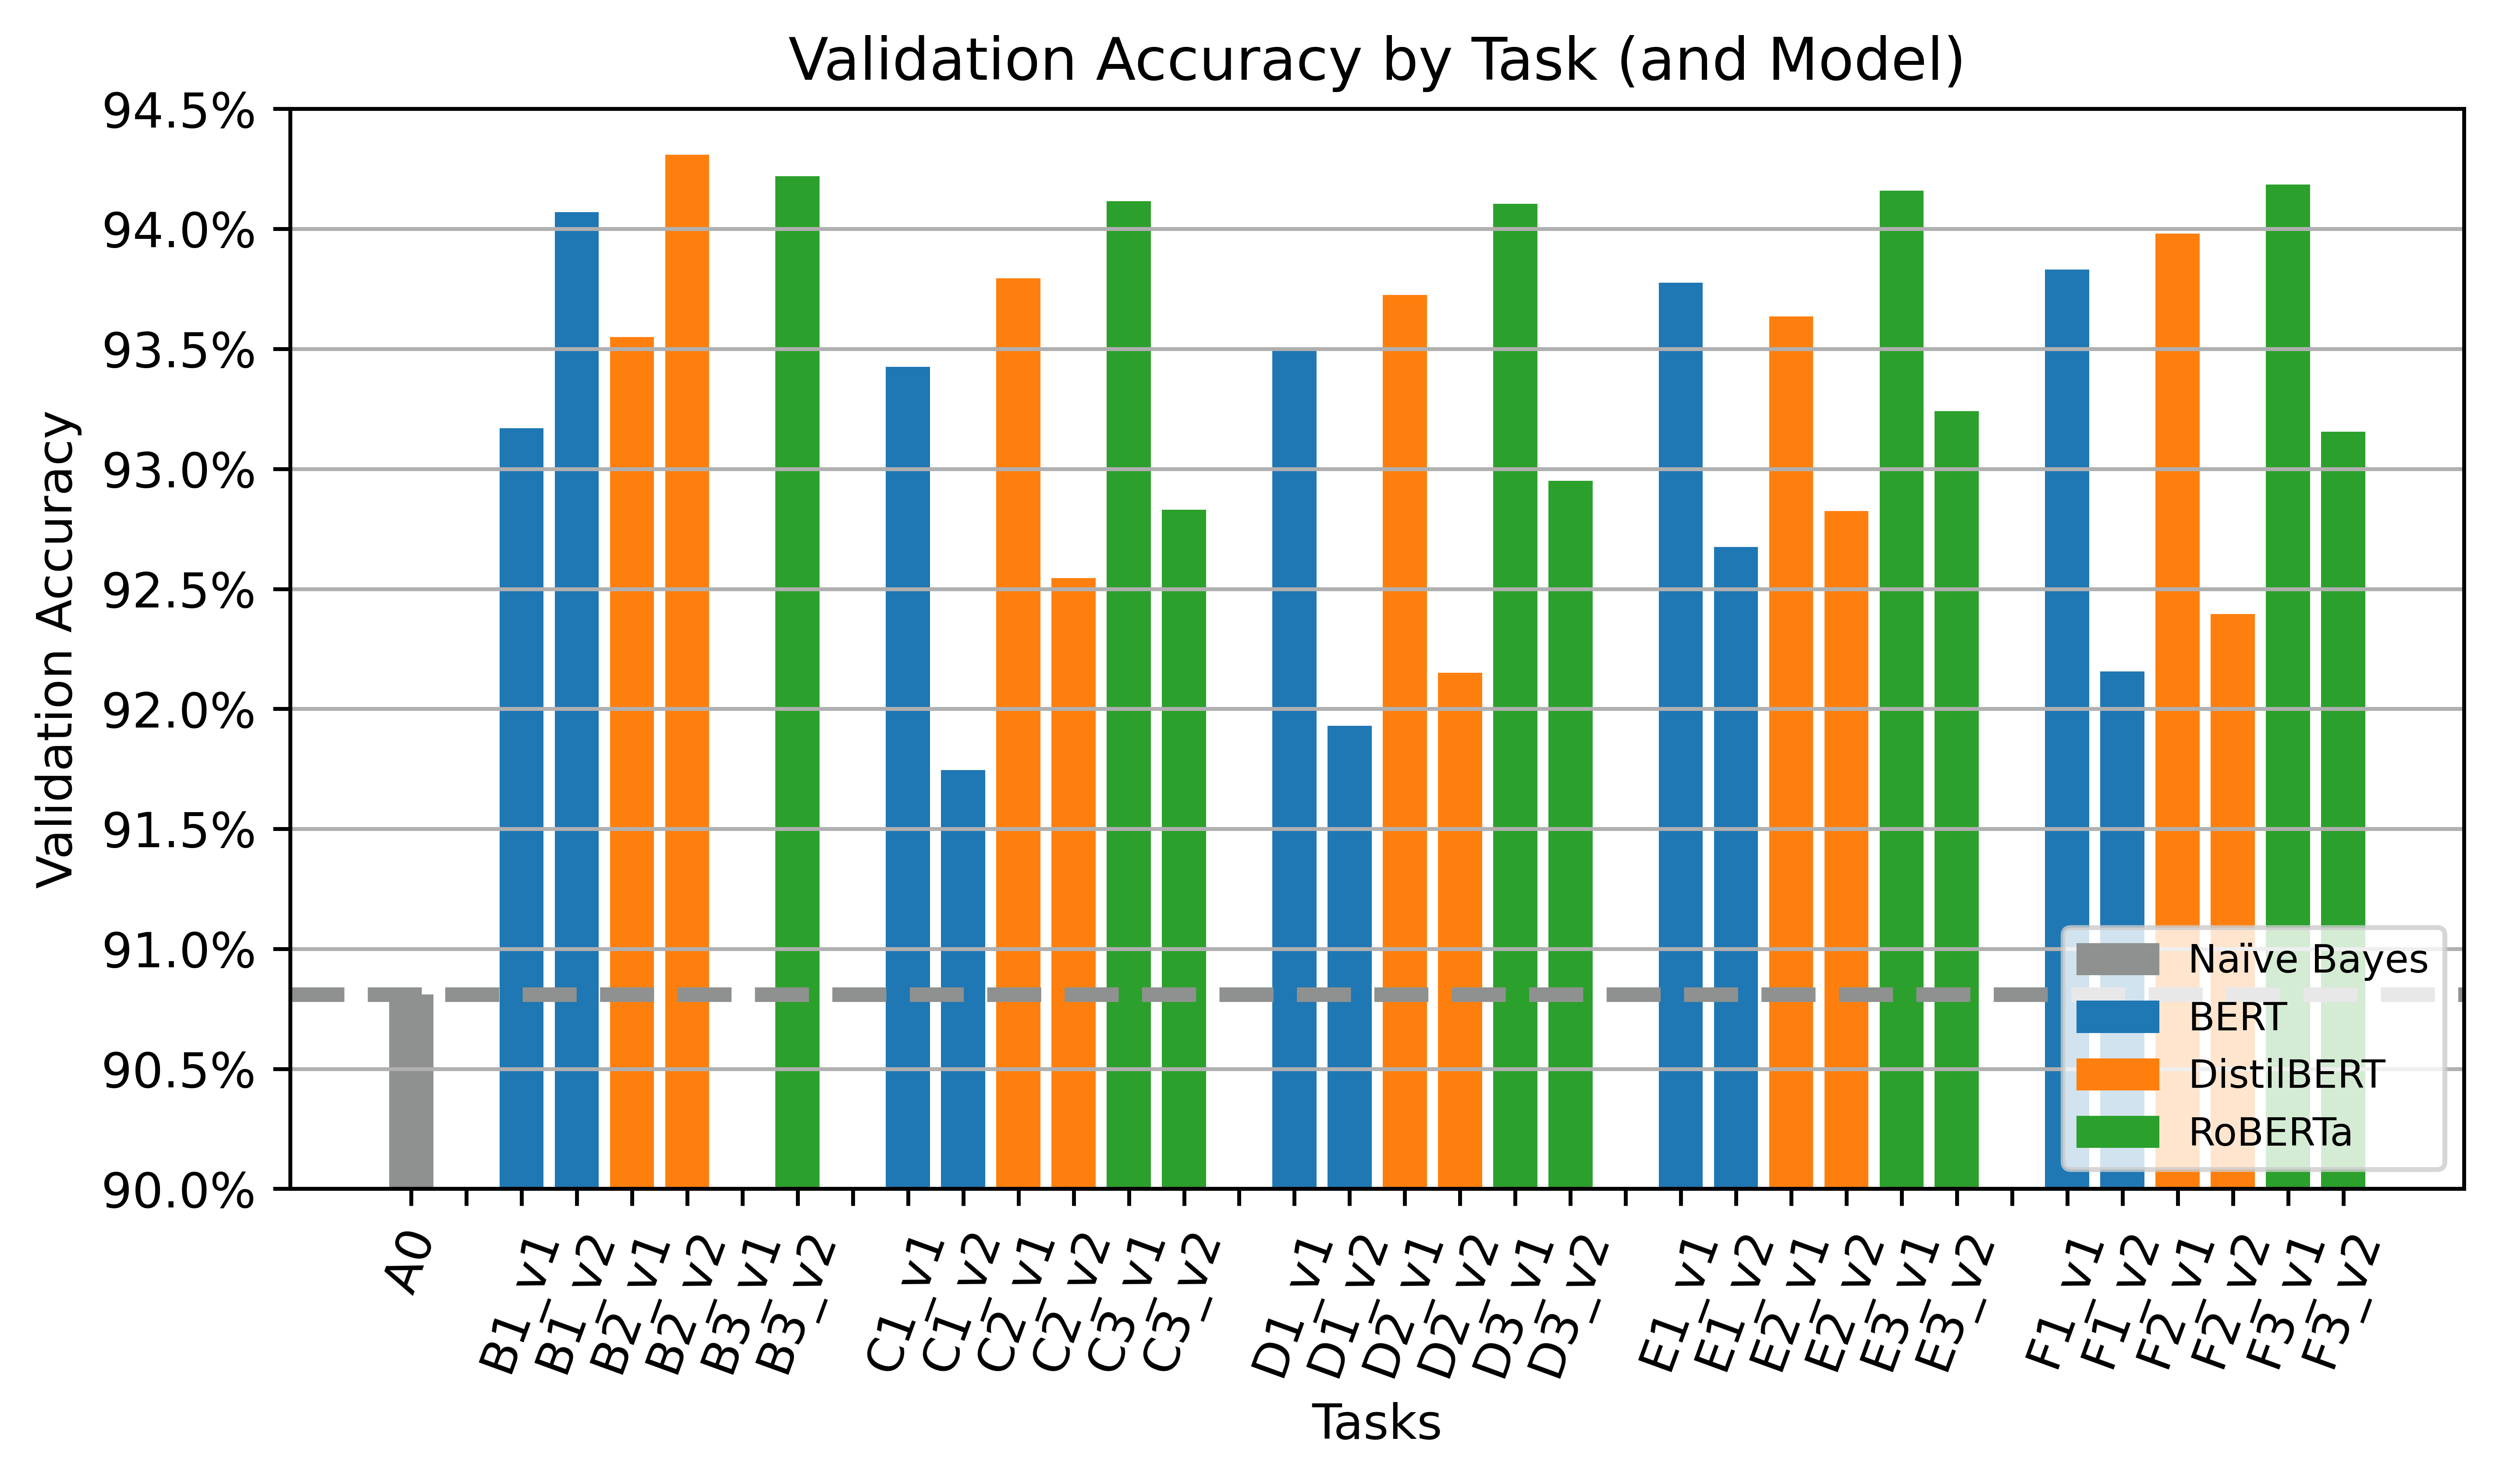 Validation Accuracy by Task (and Model)
Validation Accuracy
94.5%
94.0%
93.5%
93.0%
92.5%
92.0%
91.5%
91.0%
90.5%
90.0%
Naïve Bayes
BERT
DistilBERT
RoBERTa
A0
B1_v1
B1_v2
B2_v1
B2_v2
B3_v1
B3_v2
C1_v1
C1_v2
C2_v1
C2_v2
C3_v1
C3_v2
D1_v1
D1_v2
D2_v1
D2_v2
D3_v1
D3_v2
E1_v1
E1_v2
E2_v1
E2_v2
E3_v1
E3_v2
F1_v1
F1_v2
F2_v1
F2_v2
F3_v1
F3_v2
Tasks